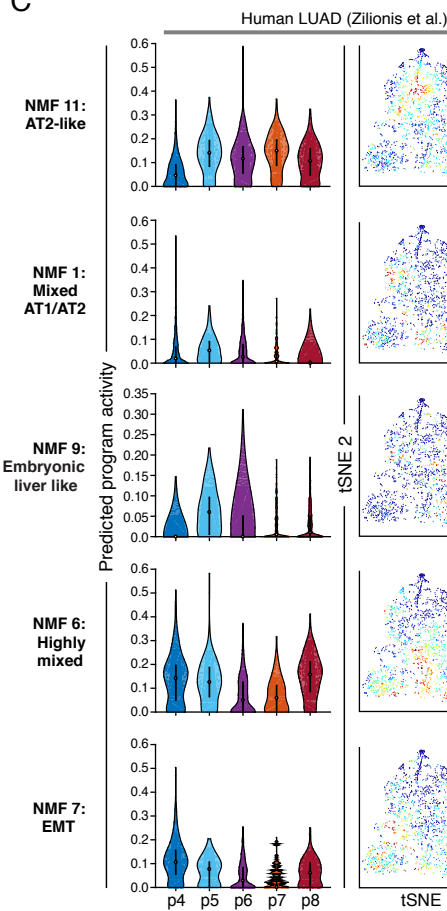 C
Human LUAD (Zilionis et al.)
NMF 11:
AT2-like
0.6
0.5
0.4
0.3
0.2
0.1
0.0
NMF 1:
Mixed
AT1/AT2
0.6
0.5
0.4
0.3
0.2
0.1
0.0
Predicted program activity
tSNE 2
NMF 9:
Embryonic
liver like
0.35
0.30
0.25
0.20
0.15
0.10
0.05
0.0
NMF 6:
Highly
mixed
0.6
0.5
0.4
0.3
0.2
0.1
0.0
NMF 7:
EMT
0.6
0.5
0.4
0.3
0.2
0.1
0.0
p4 p5 p6 p7 p8
tSNE